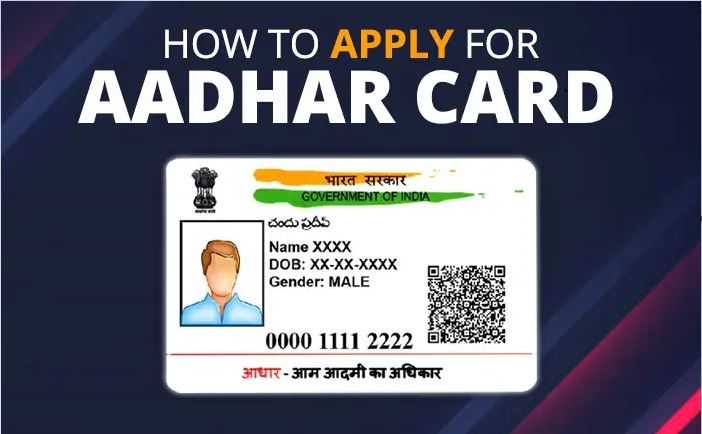 HOW TO APPLY FOR
AADHAR CARD
भारत सरकार
GOVERNMENT OF INDIA
చందు ప్రదీప్
Name XXXX
DOB: XX-XX-XXXX
Gender: MALE
0000 1111 2222
आधार - आम आदमी का अधिकार